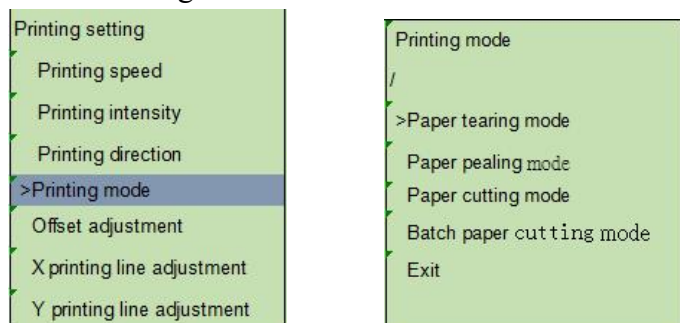 Printing setting
Printing speed
Printing intensity
Printing direction
>Printing mode
Offset adjustment
X printing line adjustment
Y printing line adjustment
Printing mode
/
>Paper tearing mode
Paper pealing mode
Paper cutting mode
Batch paper cutting mode
Exit